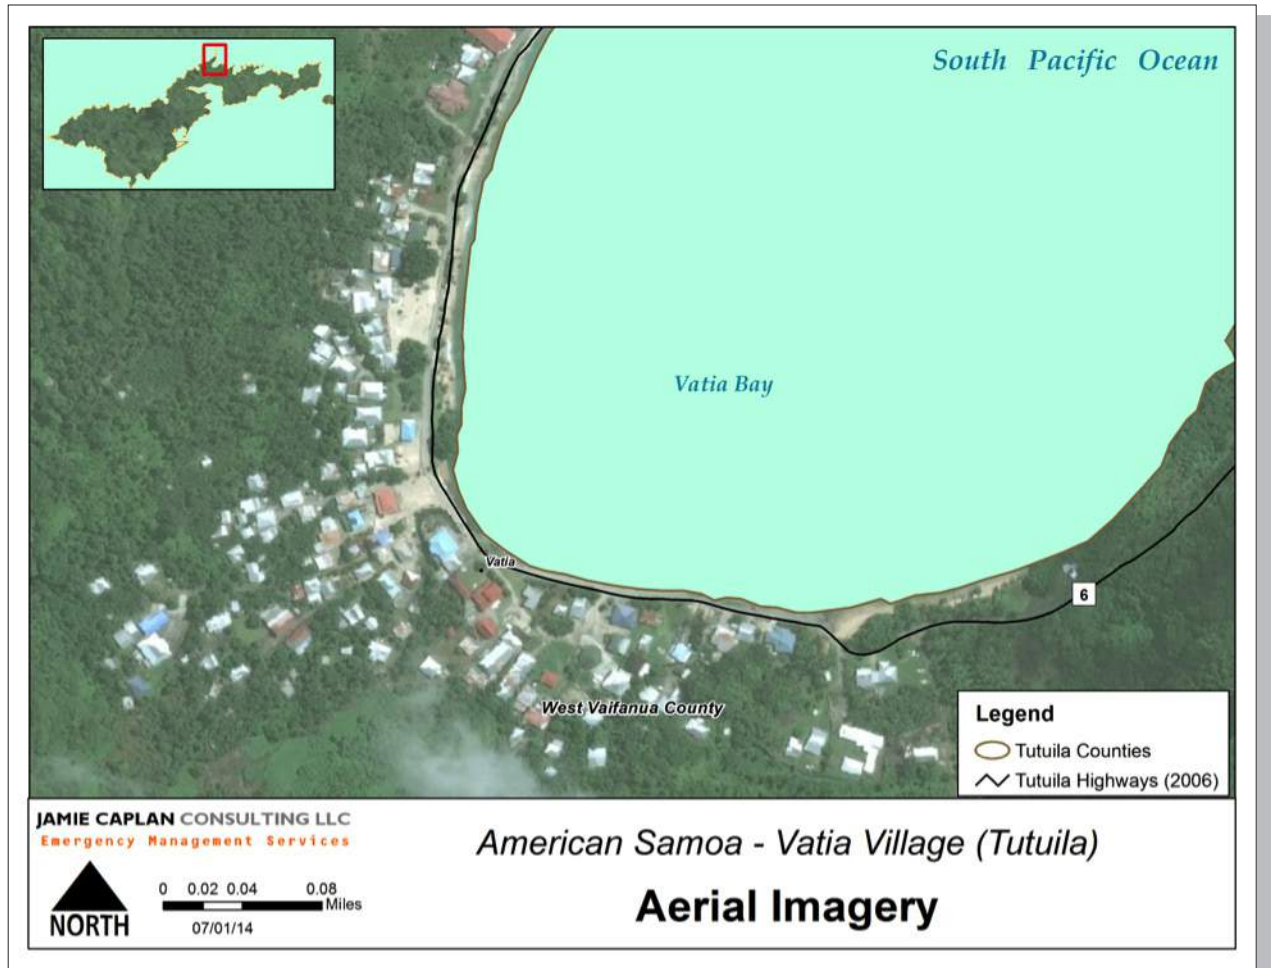 South Pacific Ocean
Vatia Bay
Vatia
6
West Vaifanua County
Legend
Tutuila Counties
Tutuila Highways (2006)
JAMIE CAPLAN CONSULTING LLC
Emergency Management Services
NORTH
0 0.02 0.04 0.08
Miles
07/01/14
American Samoa - Vatia Village (Tutuila)
Aerial Imagery